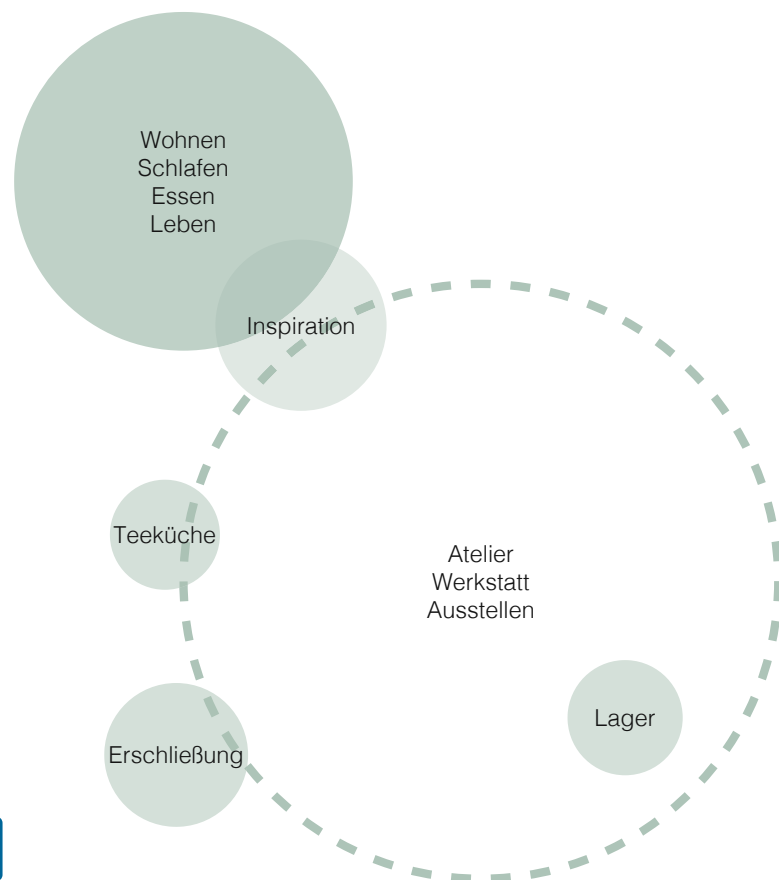 Wohnen
Schlafen
Essen
Leben
Inspiration
Teeküche
Atelier
Werkstatt
Ausstellen
Lager
Erschließung